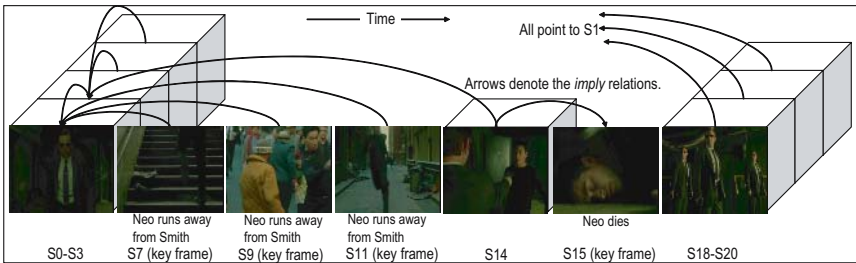 Time
All point to S1
Arrows denote the imply relations.
Neo runs away
from Smith
Neo runs away
from Smith
Neo runs away
from Smith
Neo dies
S0-S3
S7 (key frame)
S9 (key frame)
S11 (key frame)
S14
S15 (key frame)
S18-S20